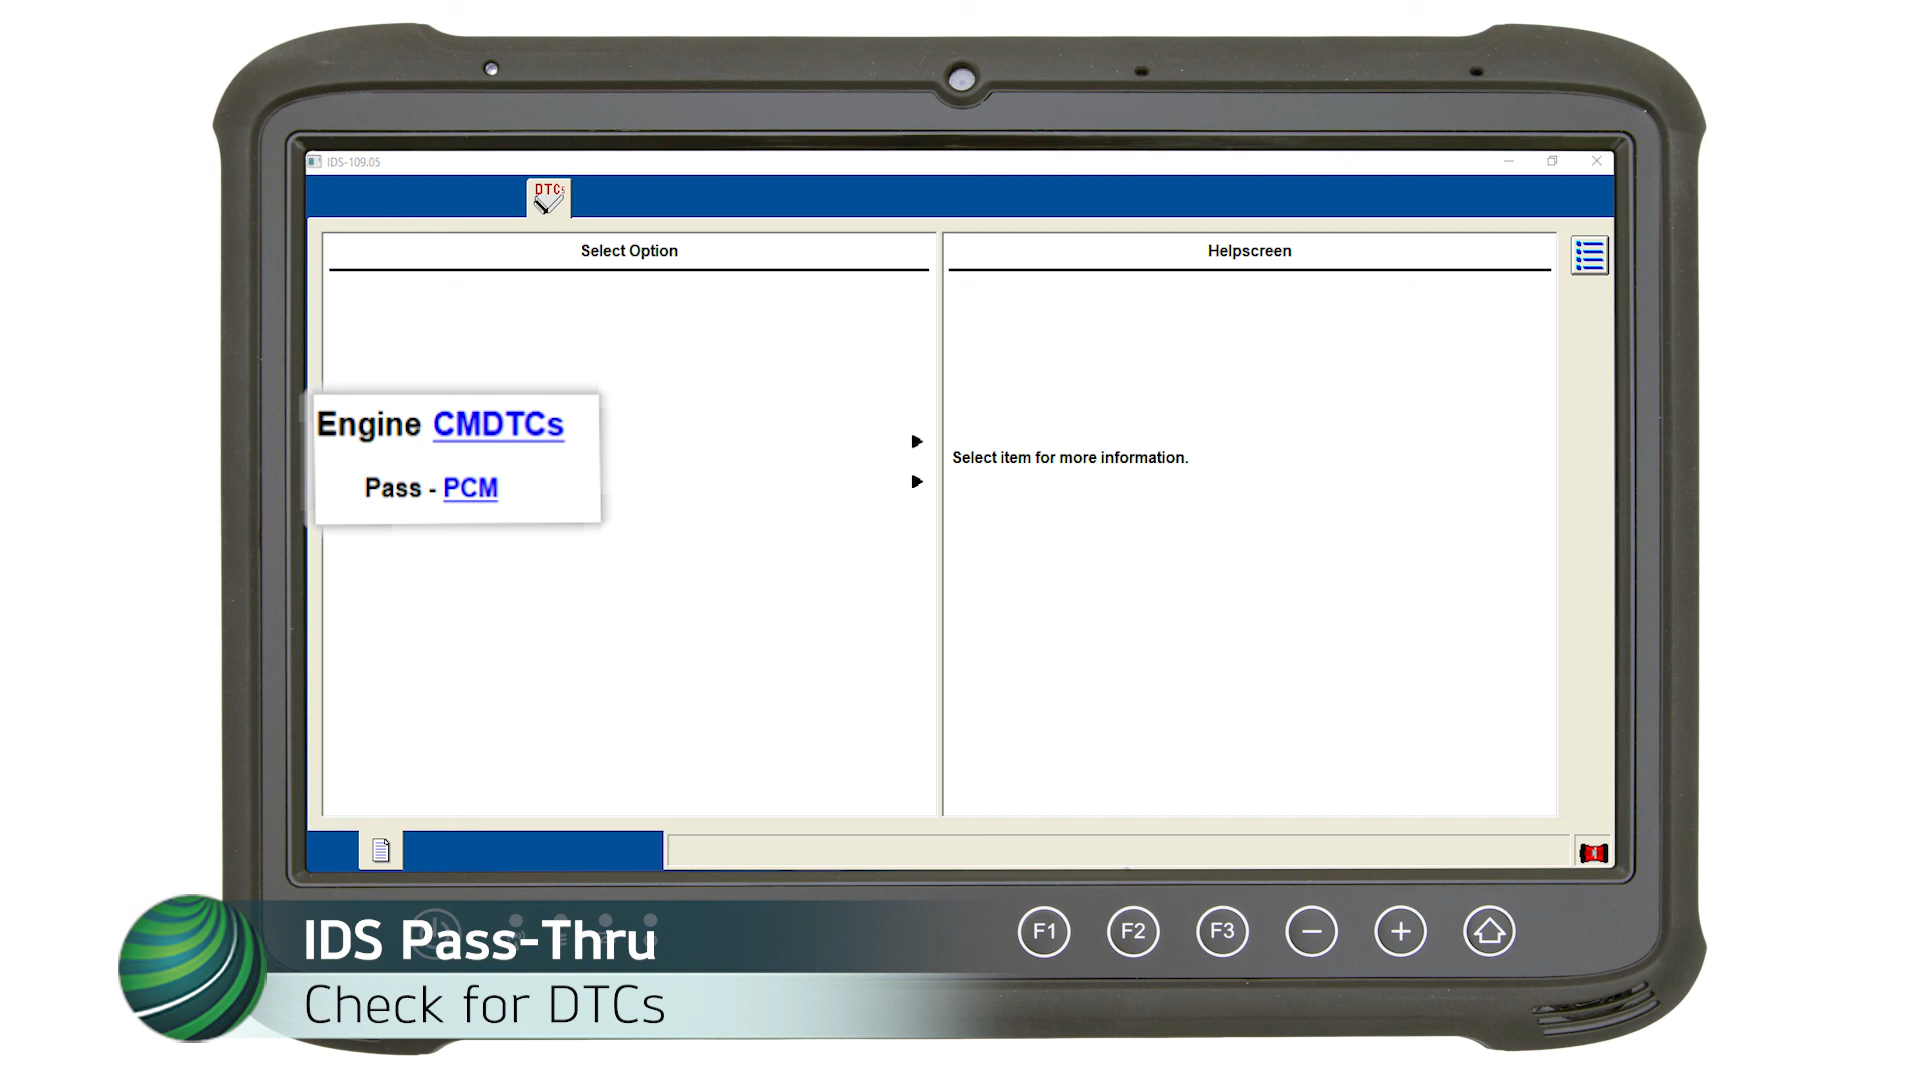 IDS-109.05
DTCs
Select Option
Helpscreen
Engine CMDTCs
Pass - PCM
Select item for more information.
F1 F2 F3 − +
IDS Pass-Thru
Check for DTCs